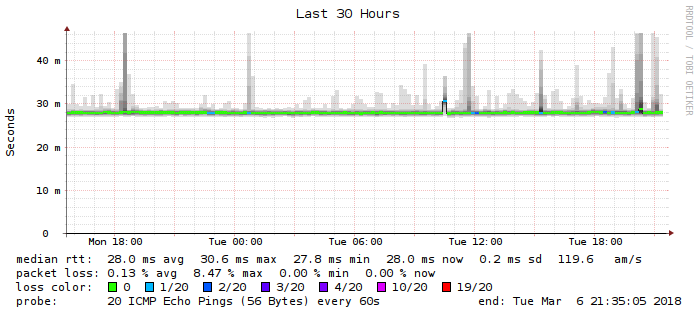 Last 30 Hours
RRDTOOL / TOBI OETIKER
Seconds
40 m
30 m
20 m
10 m
0
Mon 18:00 Tue 00:00 Tue 06:00 Tue 12:00 Tue 18:00
median rtt: 28.0 ms avg 30.6 ms max 27.8 ms min 28.0 ms now 0.2 ms sd 119.6 am/s
packet loss: 0.13 % avg 8.47 % max 0.00 % min 0.00 % now
loss color: 0 1/20 2/20 3/20 4/20 10/20 19/20
probe: 20 ICMP Echo Pings (56 Bytes) every 60s end: Tue Mar 6 21:35:05 2018